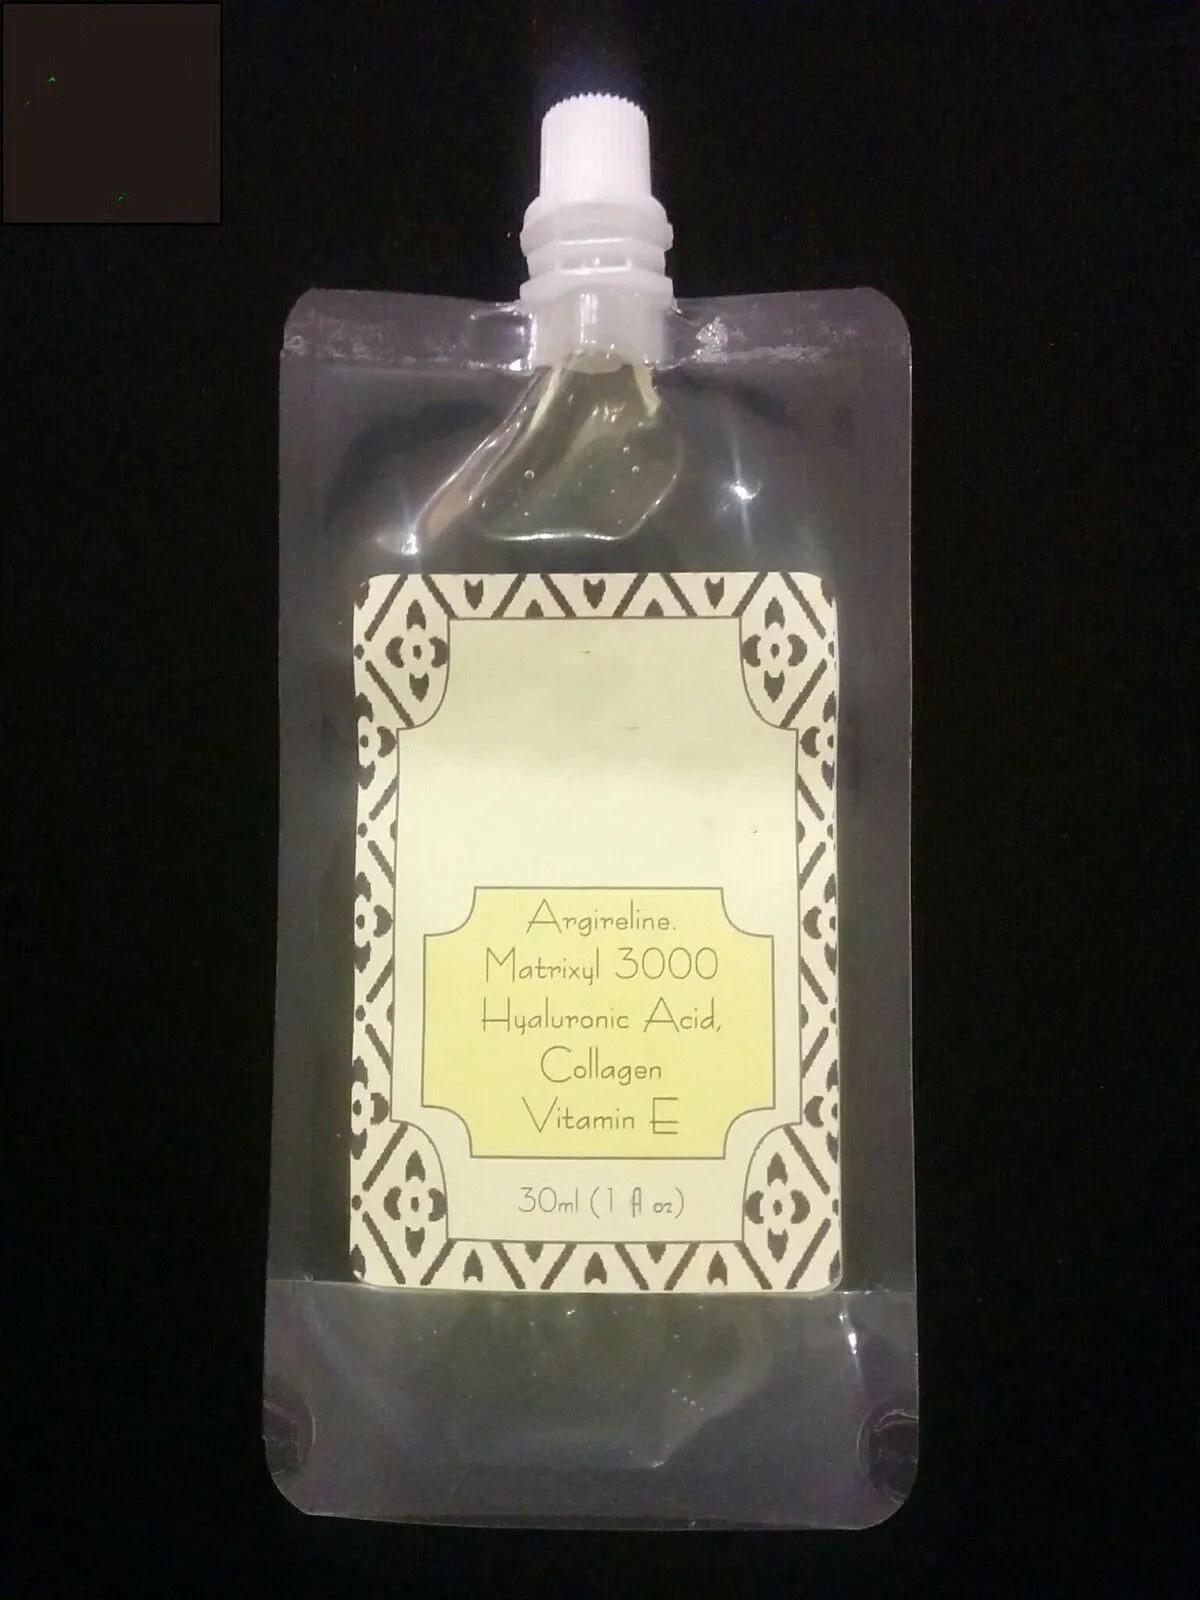 Argireline.
Matrixyl 3000
Hyaluronic Acid,
Collagen
Vitamin E
30ml (1 fl oz)